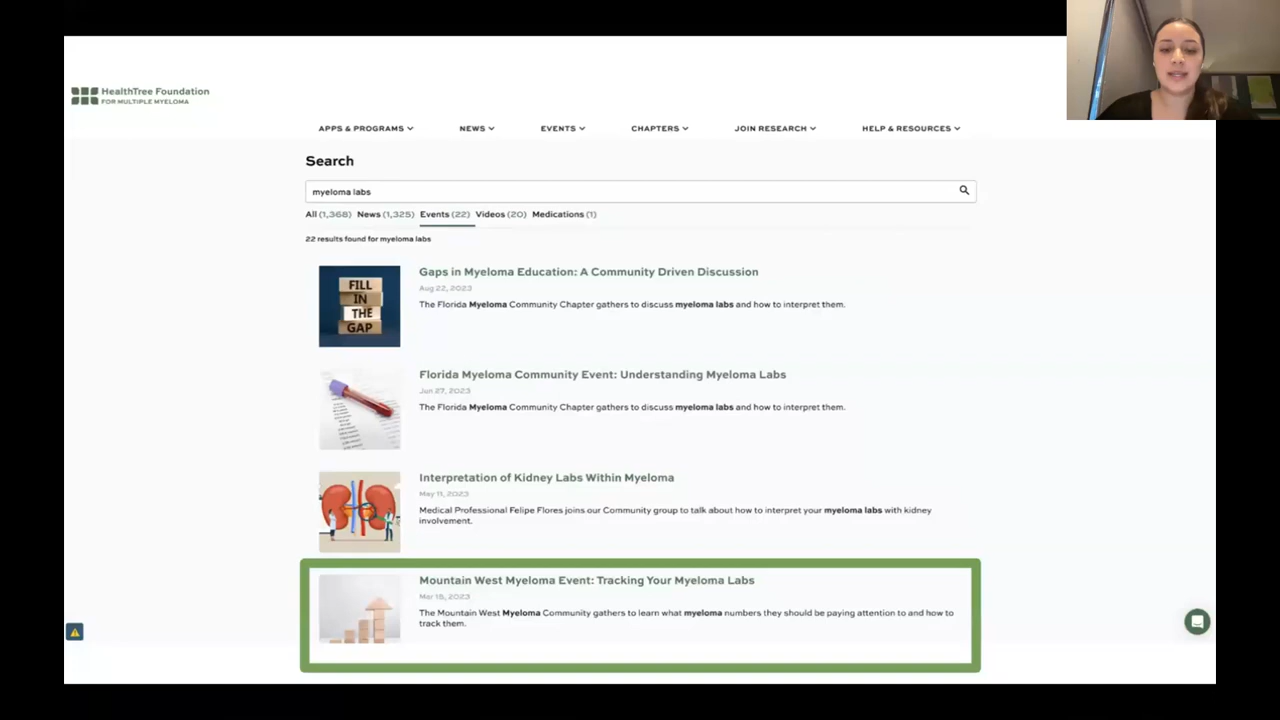 HealthTree Foundation
FOR MULTIPLE MYELOMA
APPS & PROGRAMS NEWS EVENTS CHAPTERS JOIN RESEARCH HELP & RESOURCES
Search
myeloma labs
All (1,368) News (1,325) Events (22) Videos (20) Medications (1)
22 results found for myeloma labs
FILL
IN
THE
GAP
Gaps in Myeloma Education: A Community Driven Discussion
Aug 22, 2023
The Florida Myeloma Community Chapter gathers to discuss myeloma labs and how to interpret them.
Florida Myeloma Community Event: Understanding Myeloma Labs
Jun 27, 2023
The Florida Myeloma Community Chapter gathers to discuss myeloma labs and how to interpret them.
Interpretation of Kidney Labs Within Myeloma
May 11, 2023
Medical Professional Felipe Flores joins our Community group to talk about how to interpret your myeloma labs with kidney
involvement.
Mountain West Myeloma Event: Tracking Your Myeloma Labs
Mar 15, 2023
The Mountain West Myeloma Community gathers to learn what myeloma numbers they should be paying attention to and how to
track them.